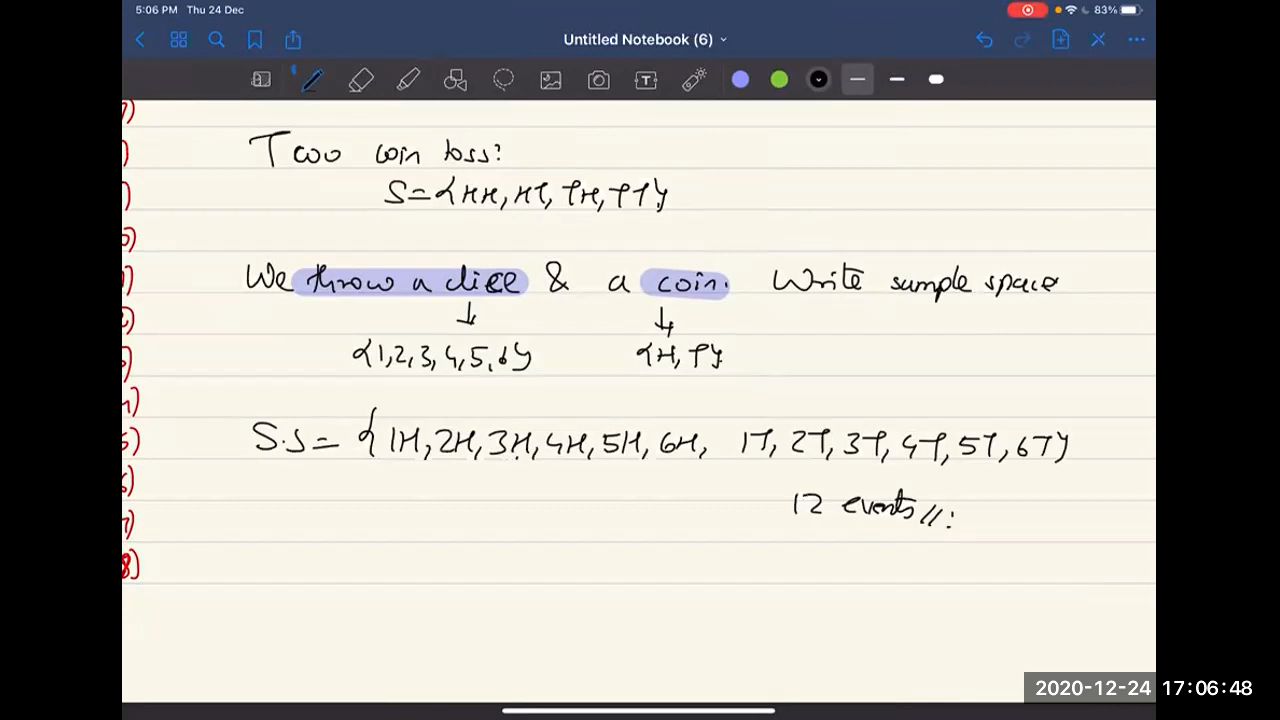 5:06 PM Thu 24 Dec
83%
Untitled Notebook (6)
Two coin toss:
S={HH, HT, TH, TT}
We throw a dice & a coin. Write sample space
{1,2,3,4,5,6} {H, T}
S.S = {1H, 2H, 3H, 4H, 5H, 6H, 1T, 2T, 3T, 4T, 5T, 6T}
12 events//:
8)
2020-12-24 17:06:48